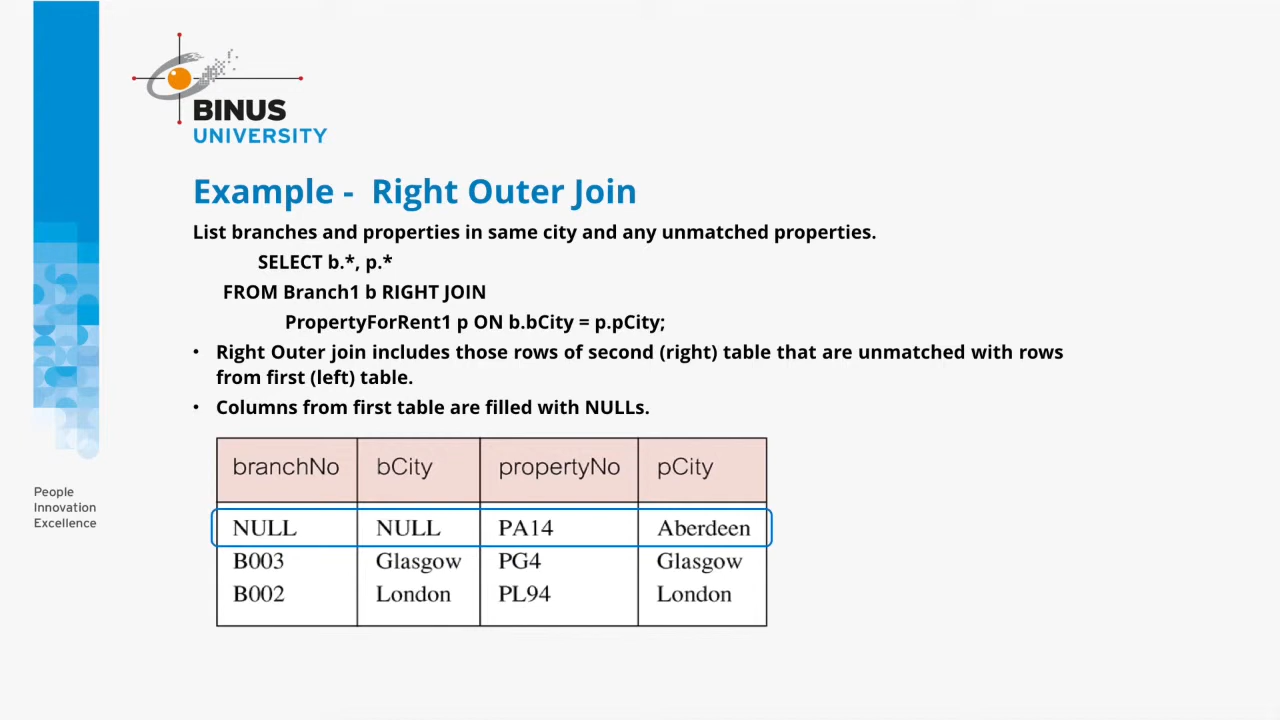 BINUS
UNIVERSITY
Example - Right Outer Join
List branches and properties in same city and any unmatched properties.
SELECT b.*, p.*
FROM Branch1 b RIGHT JOIN
PropertyForRent1 p ON b.bCity = p.pCity;
• Right Outer join includes those rows of second (right) table that are unmatched with rows
from first (left) table.
• Columns from first table are filled with NULLs.
branchNo bCity propertyNo pCity
NULL NULL PA14 Aberdeen
B003 Glasgow PG4 Glasgow
B002 London PL94 London
People
Innovation
Excellence